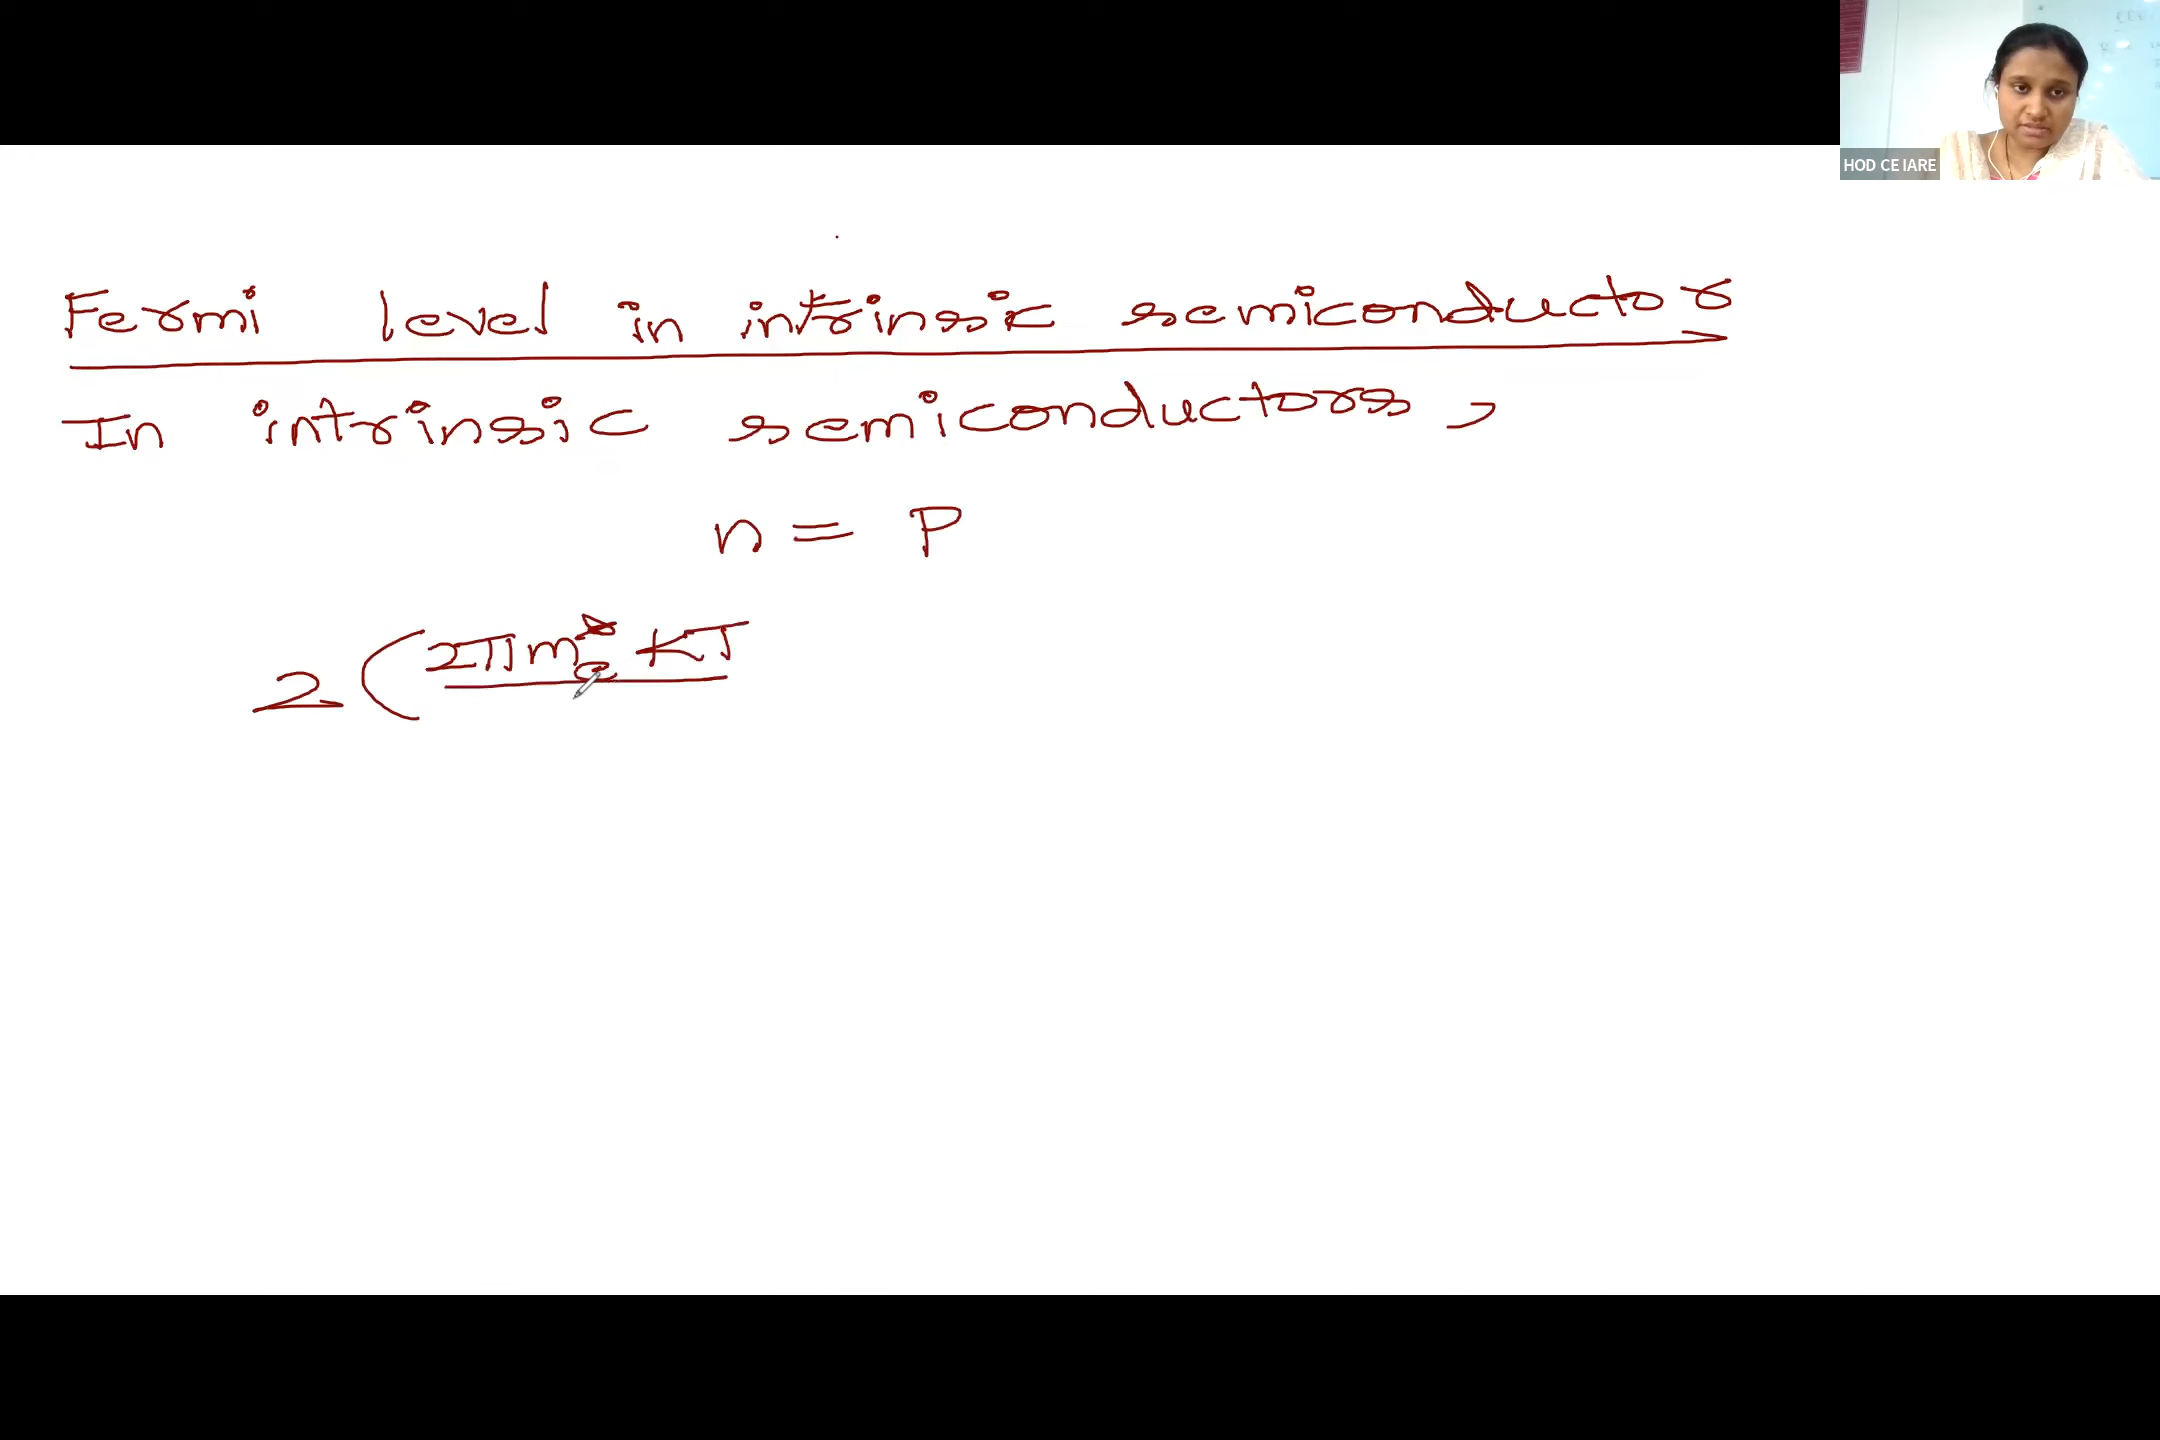 HOD CE IARE
Fermi level in intrinsic semiconductor
In intrinsic semiconductors,
n = P
2 ( 2πm*e KT